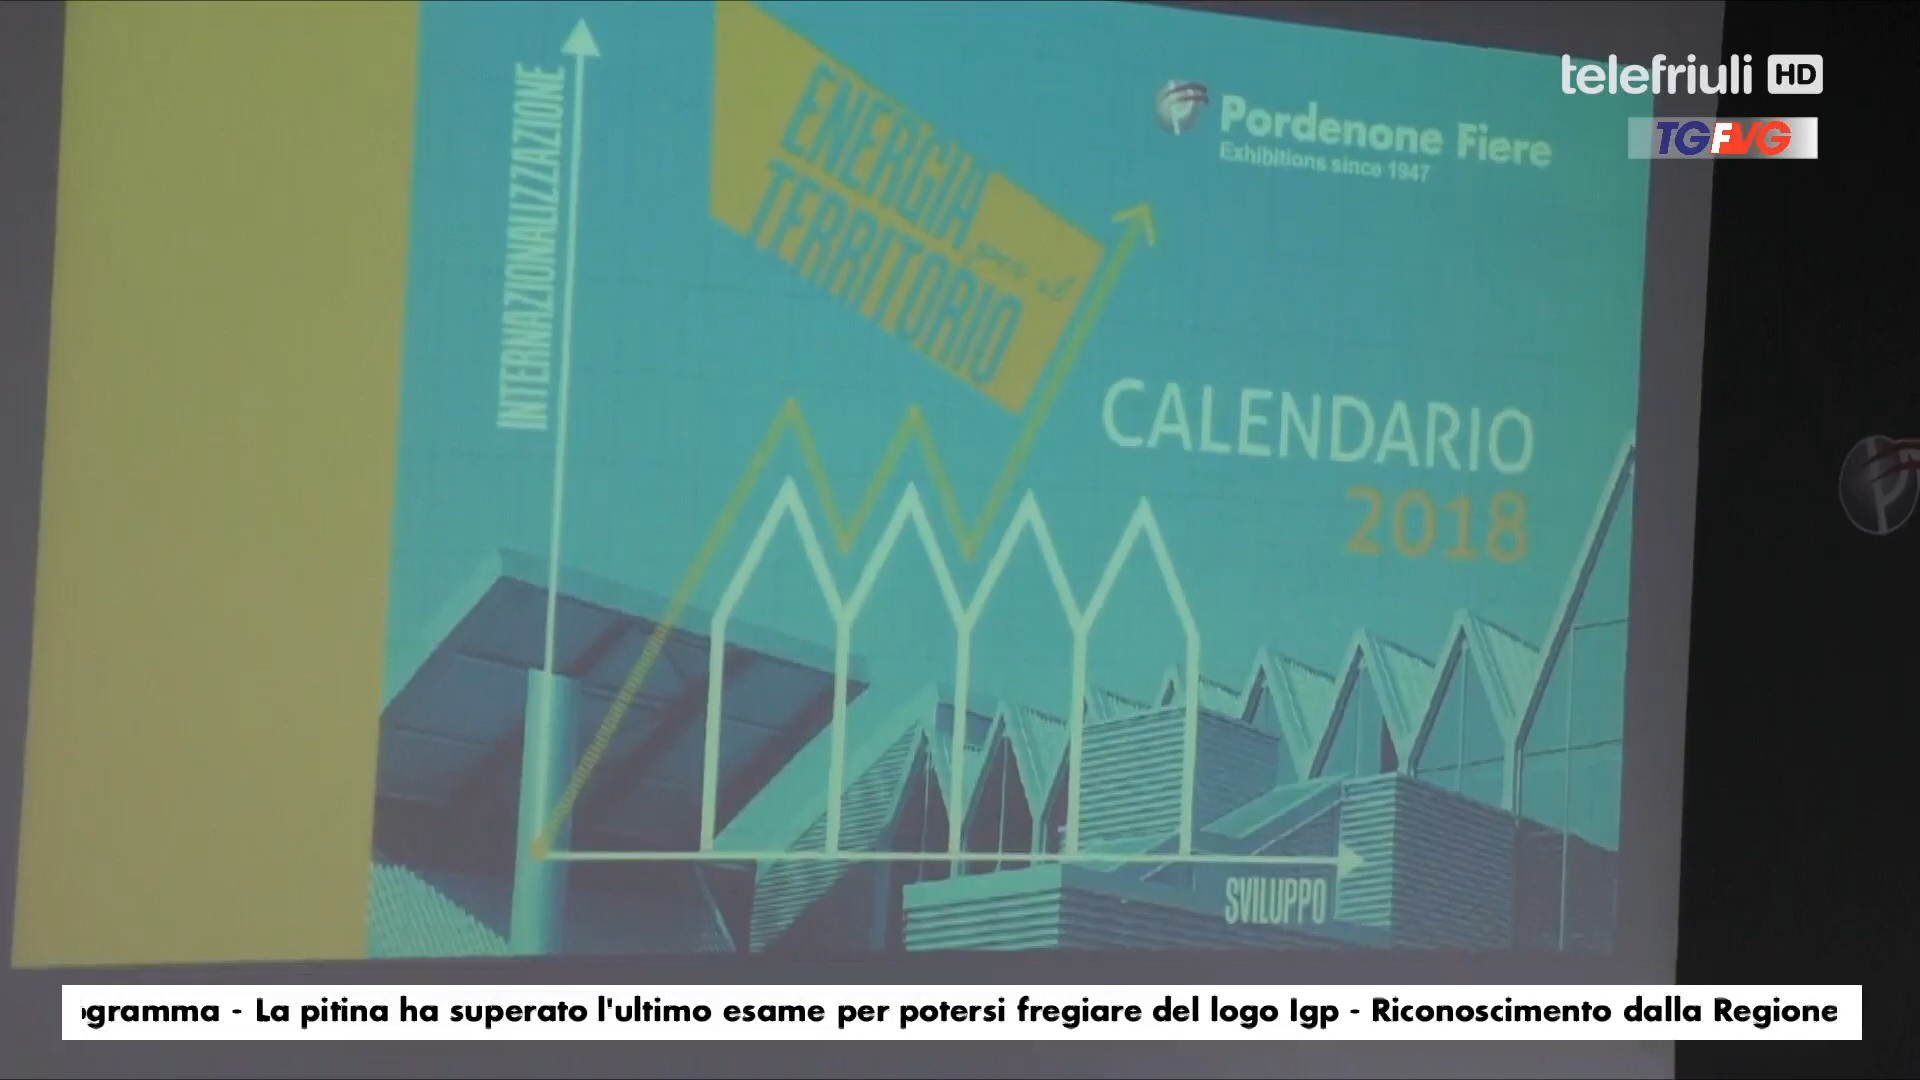 telefriuli HD
TGFVG
Pordenone Fiere
Exhibitions since 1947
INTERNAZIONALIZZAZIONE
ENERGIA
per il
TERRITORIO
CALENDARIO
2018
SVILUPPO
ogramma - La pitina ha superato l'ultimo esame per potersi fregiare del logo Igp - Riconoscimento dalla Regione